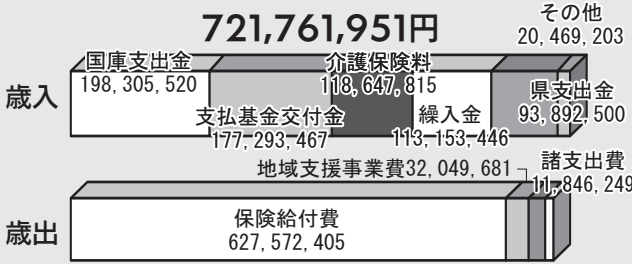 721,761,951円
その他
20,469,203
国庫支出金
198,305,520
介護保険料
118,647,815
県支出金
93,892,500
歳入
支払基金交付金
177,293,467
繰入金
113,153,446
地域支援事業費32,049,681
諸支出費
11,846,249
歳出
保険給付費
627,572,405